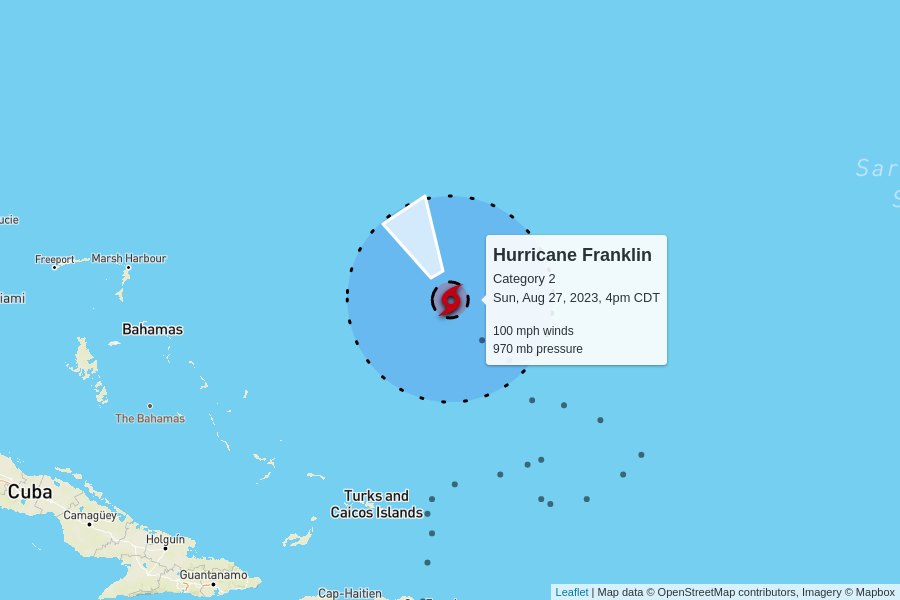 Sar
S
ucie
Freeport
Marsh Harbour
iami
Bahamas
The Bahamas
Hurricane Franklin
Category 2
Sun, Aug 27, 2023, 4pm CDT
100 mph winds
970 mb pressure
Cuba
Camagüey
Holguín
Guantanamo
Turks and
Caicos Islands
Cap-Haitien
Leaflet | Map data © OpenStreetMap contributors, Imagery © Mapbox